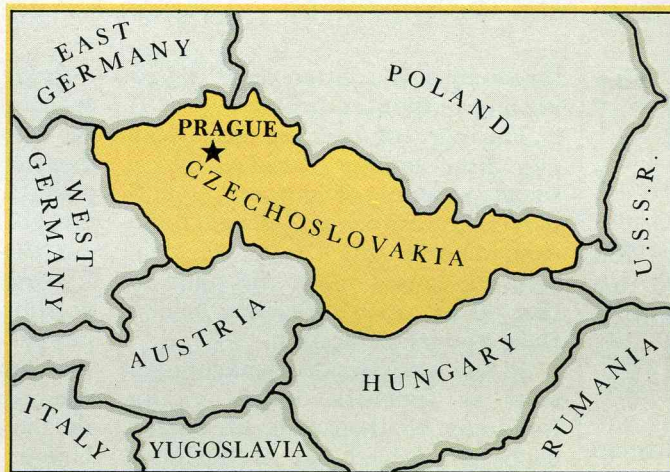 EAST
GERMANY
POLAND
PRAGUE
CZECHOSLOVAKIA
WEST
GERMANY
U.S.S.R.
AUSTRIA
HUNGARY
RUMANIA
ITALY
YUGOSLAVIA